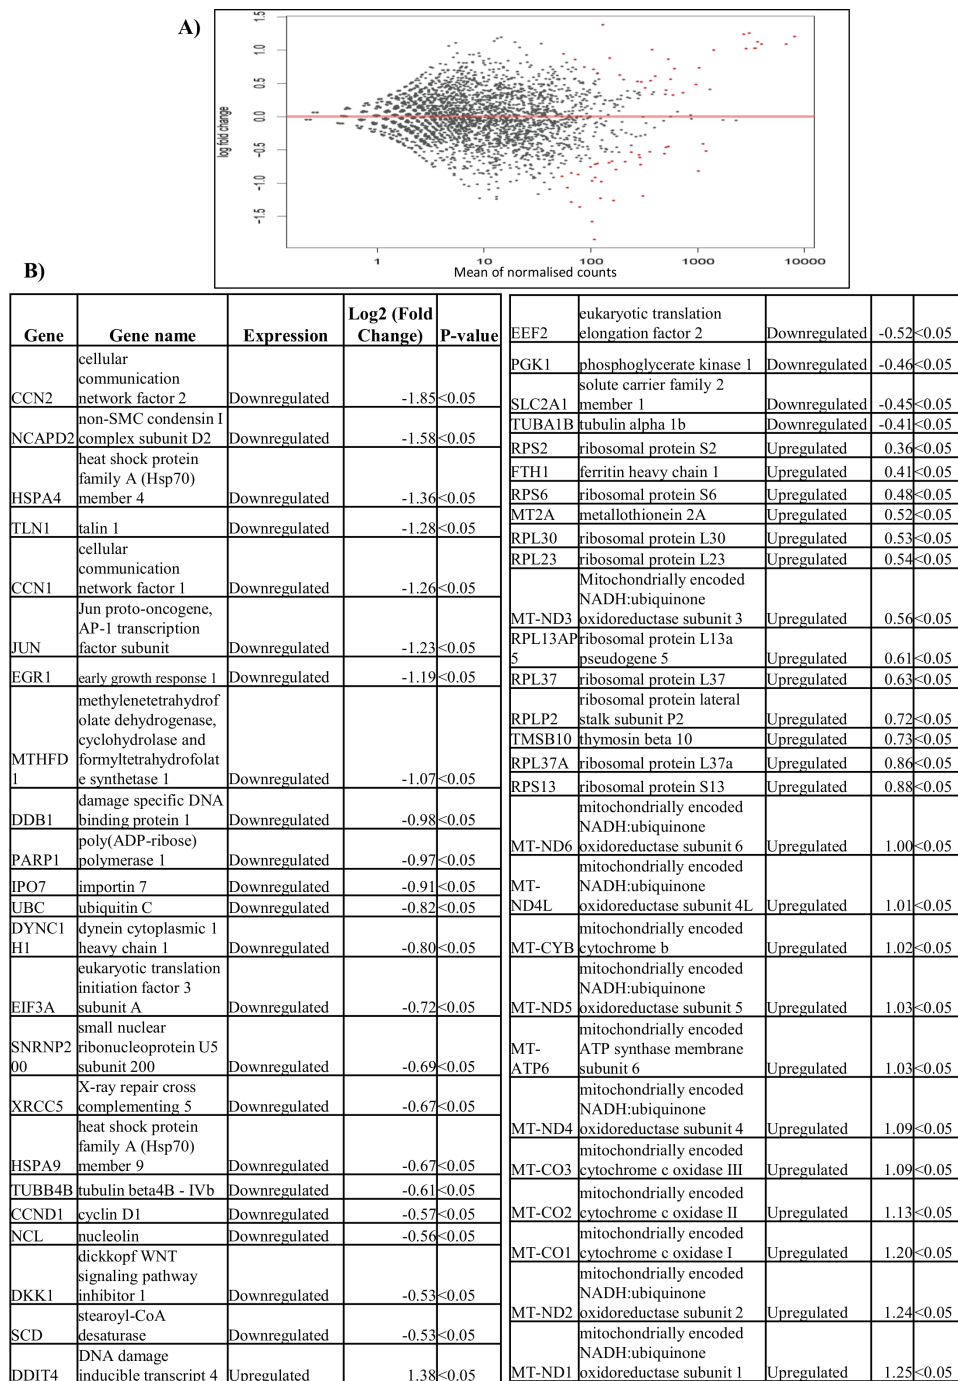 A)
1.5
1.0
0.5
0.0
-0.5
-1.0
-1.5
log fold change
1
10
100
1000
10000
Mean of normalised counts
B)
Gene Gene name Expression Log2 (Fold Change) P-value
CCN2 cellular communication network factor 2 Downregulated -1.85 <0.05
NCAPD2 non-SMC condensin I complex subunit D2 Downregulated -1.58 <0.05
HSPA4 heat shock protein family A (Hsp70) member 4 Downregulated -1.36 <0.05
TLN1 talin 1 Downregulated -1.28 <0.05
CCN1 cellular communication network factor 1 Downregulated -1.26 <0.05
JUN Jun proto-oncogene, AP-1 transcription factor subunit Downregulated -1.23 <0.05
EGR1 early growth response 1 Downregulated -1.19 <0.05
MTHFD1 methylenetetrahydrofolate dehydrogenase, cyclohydrolase and formyltetrahydrofolate synthetase 1 Downregulated -1.07 <0.05
DDB1 damage specific DNA binding protein 1 Downregulated -0.98 <0.05
PARP1 poly(ADP-ribose) polymerase 1 Downregulated -0.97 <0.05
IPO7 importin 7 Downregulated -0.91 <0.05
UBC ubiquitin C Downregulated -0.82 <0.05
DYNC1H1 dynein cytoplasmic 1 heavy chain 1 Downregulated -0.80 <0.05
EIF3A eukaryotic translation initiation factor 3 subunit A Downregulated -0.72 <0.05
SNRNP200 small nuclear ribonucleoprotein U5 subunit 200 Downregulated -0.69 <0.05
XRCC5 X-ray repair cross complementing 5 Downregulated -0.67 <0.05
HSPA9 heat shock protein family A (Hsp70) member 9 Downregulated -0.67 <0.05
TUBB4B tubulin beta4B - IVb Downregulated -0.61 <0.05
CCND1 cyclin D1 Downregulated -0.57 <0.05
NCL nucleolin Downregulated -0.56 <0.05
DKK1 dickkopf WNT signaling pathway inhibitor 1 Downregulated -0.53 <0.05
SCD stearoyl-CoA desaturase Downregulated -0.53 <0.05
DDIT4 DNA damage inducible transcript 4 Upregulated 1.38 <0.05
EEF2 eukaryotic translation elongation factor 2 Downregulated -0.52 <0.05
PGK1 phosphoglycerate kinase 1 Downregulated -0.46 <0.05
SLC2A1 solute carrier family 2 member 1 Downregulated -0.45 <0.05
TUBA1B tubulin alpha 1b Downregulated -0.41 <0.05
RPS2 ribosomal protein S2 Upregulated 0.36 <0.05
FTH1 ferritin heavy chain 1 Upregulated 0.41 <0.05
RPS6 ribosomal protein S6 Upregulated 0.48 <0.05
MT2A metallothionein 2A Upregulated 0.52 <0.05
RPL30 ribosomal protein L30 Upregulated 0.53 <0.05
RPL23 ribosomal protein L23 Upregulated 0.54 <0.05
MT-ND3 Mitochondrially encoded NADH:ubiquinone oxidoreductase subunit 3 Upregulated 0.56 <0.05
RPL13AP5 ribosomal protein L13a pseudogene 5 Upregulated 0.61 <0.05
RPL37 ribosomal protein L37 Upregulated 0.63 <0.05
RPLP2 ribosomal protein lateral stalk subunit P2 Upregulated 0.72 <0.05
TMSB10 thymosin beta 10 Upregulated 0.73 <0.05
RPL37A ribosomal protein L37a Upregulated 0.86 <0.05
RPS13 ribosomal protein S13 Upregulated 0.88 <0.05
MT-ND6 mitochondrially encoded NADH:ubiquinone oxidoreductase subunit 6 Upregulated 1.00 <0.05
MT-ND4L mitochondrially encoded NADH:ubiquinone oxidoreductase subunit 4L Upregulated 1.01 <0.05
MT-CYB mitochondrially encoded cytochrome b Upregulated 1.02 <0.05
MT-ND5 mitochondrially encoded NADH:ubiquinone oxidoreductase subunit 5 Upregulated 1.03 <0.05
MT-ATP6 mitochondrially encoded ATP synthase membrane subunit 6 Upregulated 1.03 <0.05
MT-ND4 mitochondrially encoded NADH:ubiquinone oxidoreductase subunit 4 Upregulated 1.09 <0.05
MT-CO3 mitochondrially encoded cytochrome c oxidase III Upregulated 1.09 <0.05
MT-CO2 mitochondrially encoded cytochrome c oxidase II Upregulated 1.13 <0.05
MT-CO1 mitochondrially encoded cytochrome c oxidase I Upregulated 1.20 <0.05
MT-ND2 mitochondrially encoded NADH:ubiquinone oxidoreductase subunit 2 Upregulated 1.24 <0.05
MT-ND1 mitochondrially encoded NADH:ubiquinone oxidoreductase subunit 1 Upregulated 1.25 <0.05